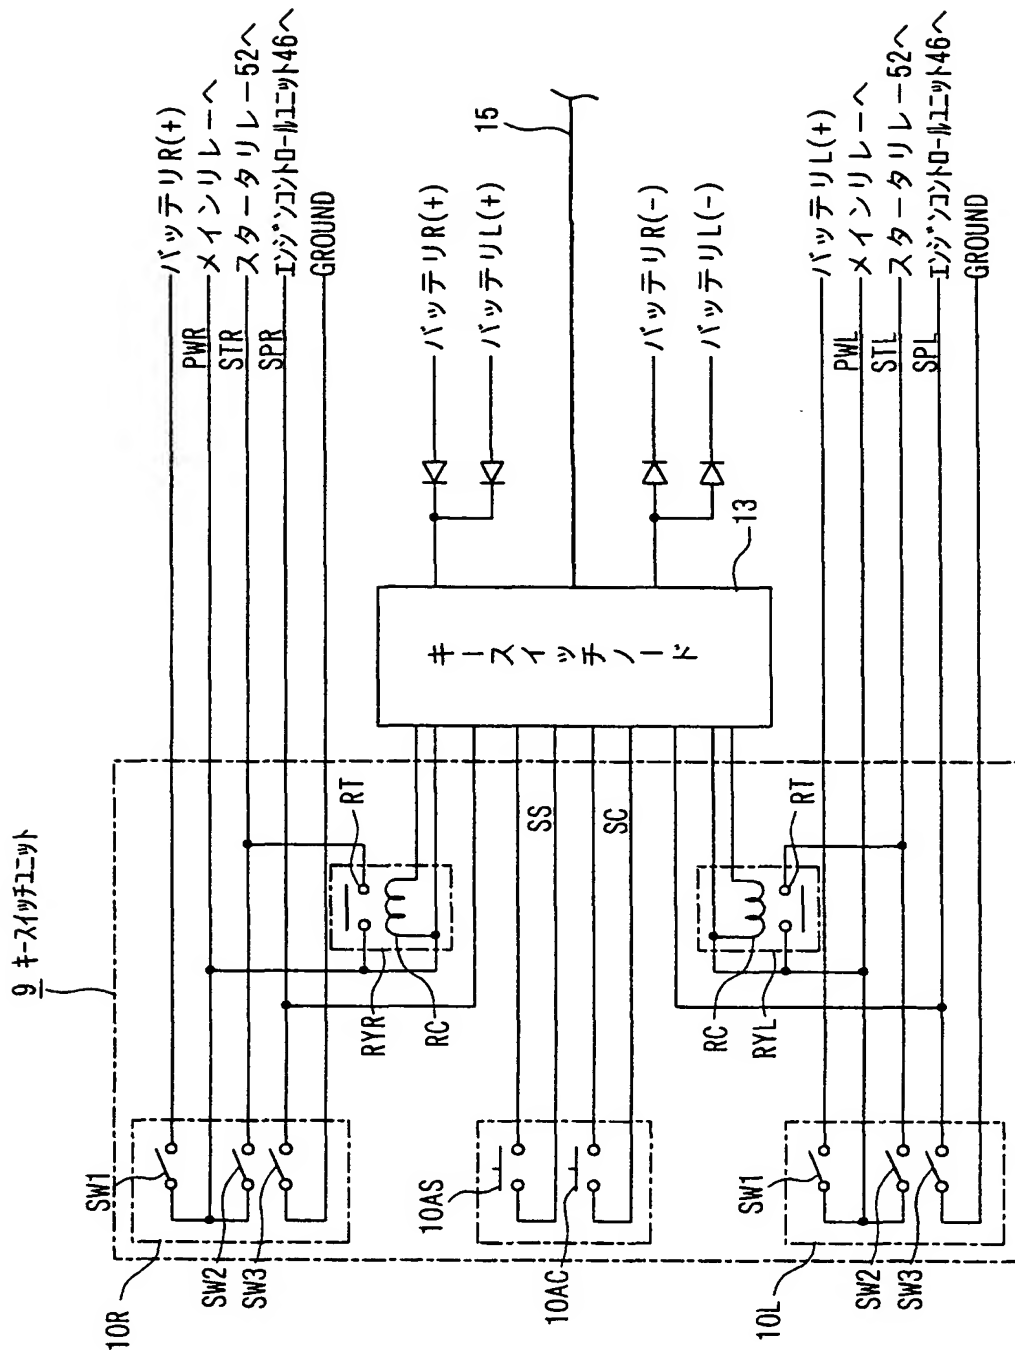 9 キースイッチユニット
10R
SW1
SW2
SW3
バッテリR(+)
PWR
メインリレーへ
STR
スタータリレー52へ
SPR
エンジンコントロールユニット46へ
GROUND
RYR
RC
RT
バッテリR(+)
バッテリL(+)
10AS
10AC
SS
SC
キースイッチノード
13
15
バッテリR(-)
バッテリL(-)
RC
RYL
RT
10L
SW1
SW2
SW3
バッテリL(+)
PWL
メインリレーへ
STL
スタータリレー52へ
SPL
エンジンコントロールユニット46へ
GROUND